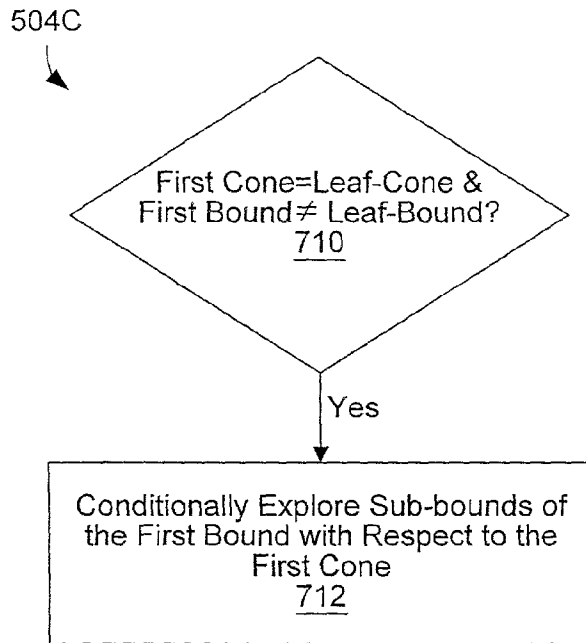 504C
First Cone=Leaf-Cone &
First Bound ≠ Leaf-Bound?
710
Yes
Conditionally Explore Sub-bounds of
the First Bound with Respect to the
First Cone
712